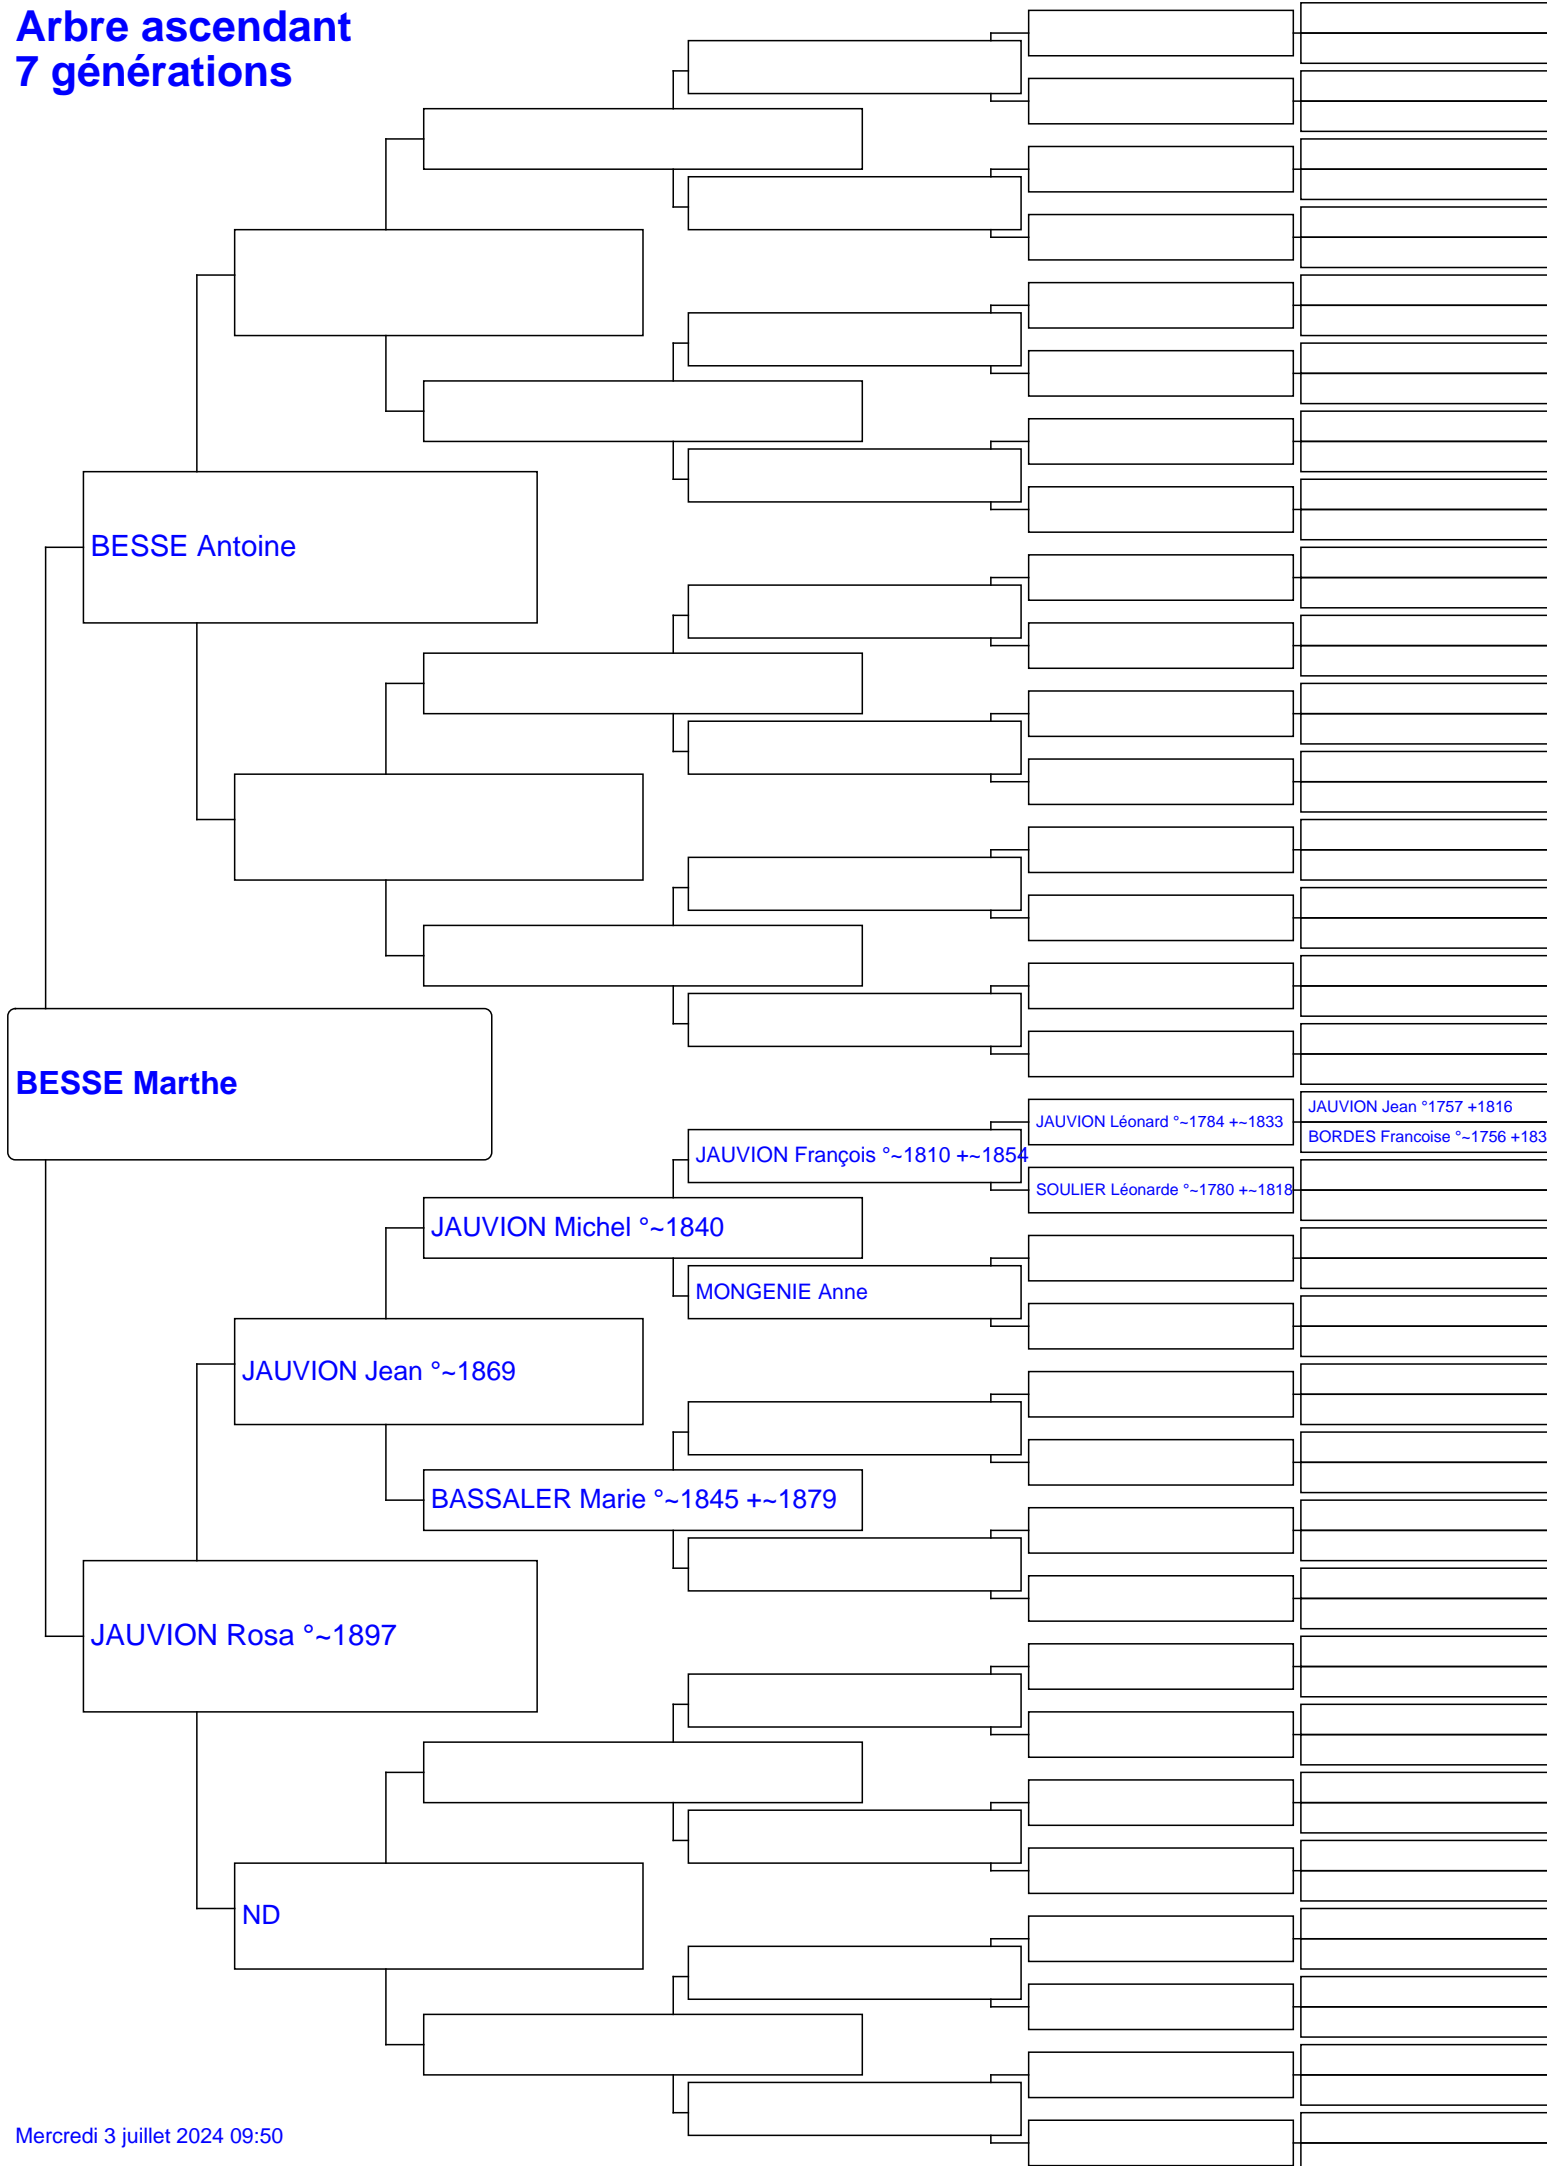 Arbre ascendant
7 générations
BESSE Antoine
BESSE Marthe
JAUVION Jean °1757 +1816
JAUVION Léonard °~1784 +~1833
BORDES Francoise °~1756 +183
JAUVION François °~1810 +~1854
SOULIER Léonarde °~1780 +~1818
JAUVION Michel °~1840
MONGENIE Anne
JAUVION Jean °~1869
BASSALER Marie °~1845 +~1879
JAUVION Rosa °~1897
ND
Mercredi 3 juillet 2024 09:50